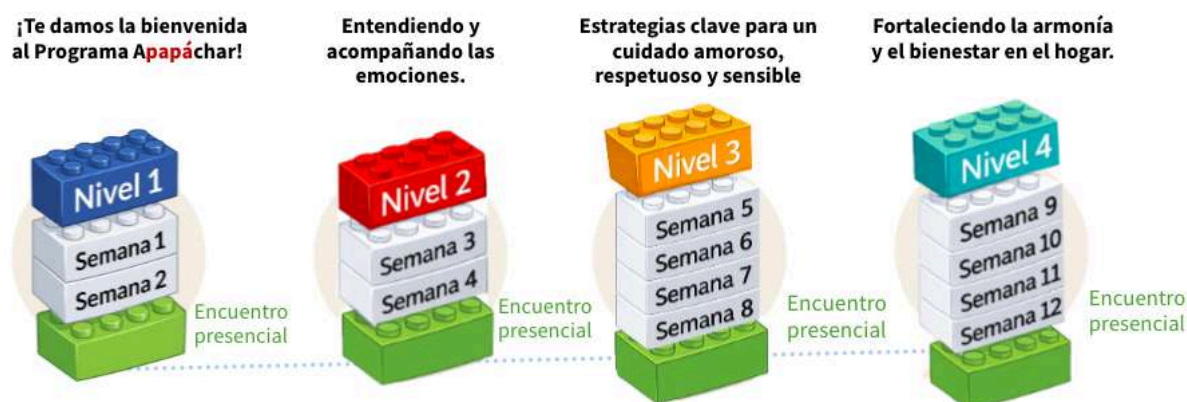 ¡Te damos la bienvenida
al Programa Apapáchar!
Nivel 1
Semana 1
Semana 2
Encuentro
presencial
Entendiendo y
acompañando las
emociones.
Nivel 2
Semana 3
Semana 4
Encuentro
presencial
Estrategias clave para un
cuidado amoroso,
respetuoso y sensible
Nivel 3
Semana 5
Semana 6
Semana 7
Semana 8
Encuentro
presencial
Fortaleciendo la armonía
y el bienestar en el hogar.
Nivel 4
Semana 9
Semana 10
Semana 11
Semana 12
Encuentro
presencial